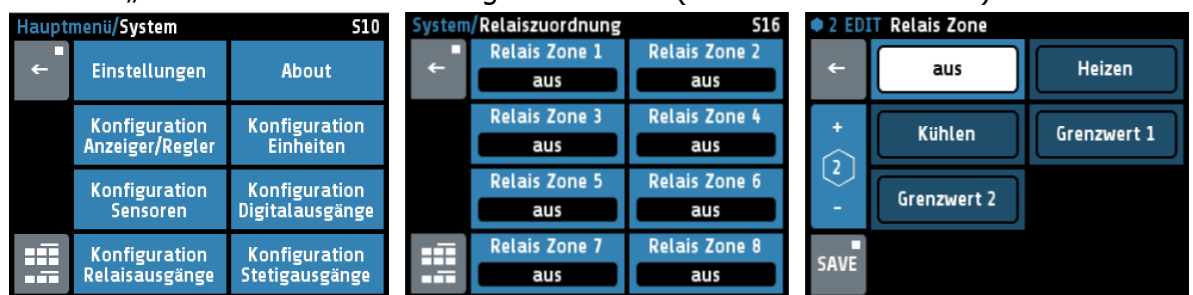 Hauptmenü/System S10
←
Einstellungen
About
Konfiguration
Anzeiger/Regler
Konfiguration
Einheiten
Konfiguration
Sensoren
Konfiguration
Digitalausgänge
Konfiguration
Relaisausgänge
Konfiguration
Stetigausgänge
System/Relaiszuordnung S16
←
Relais Zone 1
aus
Relais Zone 2
aus
Relais Zone 3
aus
Relais Zone 4
aus
Relais Zone 5
aus
Relais Zone 6
aus
Relais Zone 7
aus
Relais Zone 8
aus
2 EDIT Relais Zone
←
aus
Heizen
+
2
-
Kühlen
Grenzwert 1
Grenzwert 2
SAVE